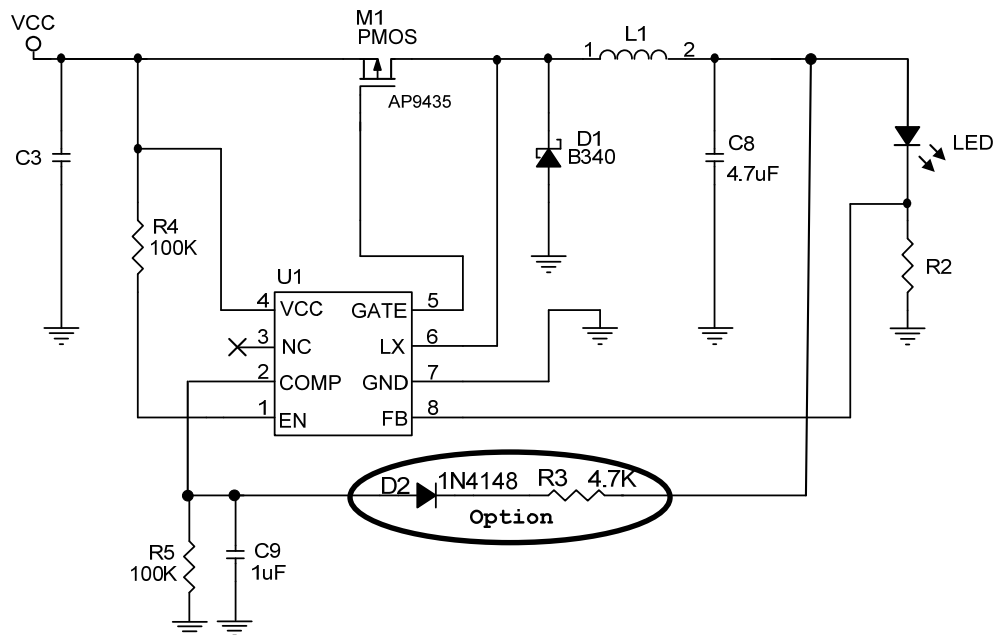 VCC
M1
PMOS
AP9435
1
L1
2
C3
D1
B340
C8
4.7uF
LED
R4
100K
R2
U1
4
VCC
GATE
5
3
NC
LX
6
2
COMP
GND
7
1
EN
FB
8
D2
1N4148
R3
4.7K
Option
R5
100K
C9
1uF